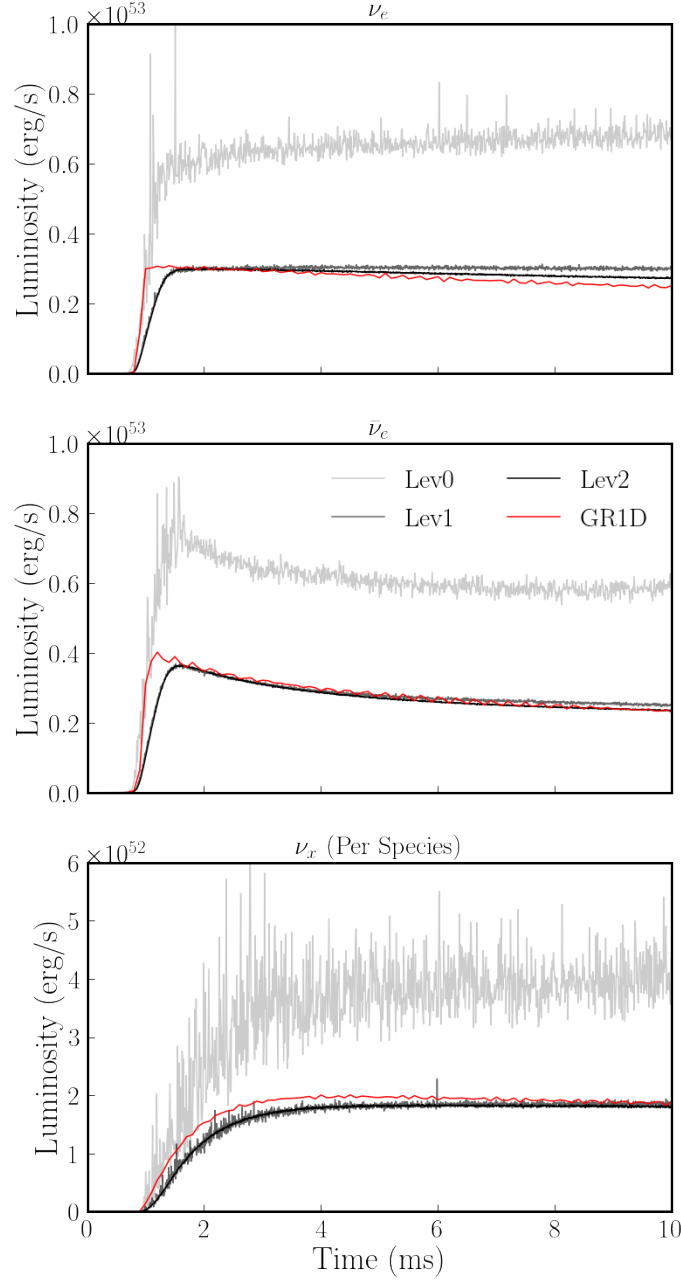 ×10^53
ν_e
1.0
0.8
0.6
0.4
0.2
0.0
Luminosity (erg/s)
×10^53
ν̄_e
1.0
0.8
0.6
0.4
0.2
0.0
Luminosity (erg/s)
Lev0 Lev2
Lev1 GR1D
×10^52
ν_x (Per Species)
6
5
4
3
2
1
0
Luminosity (erg/s)
0 2 4 6 8 10
Time (ms)